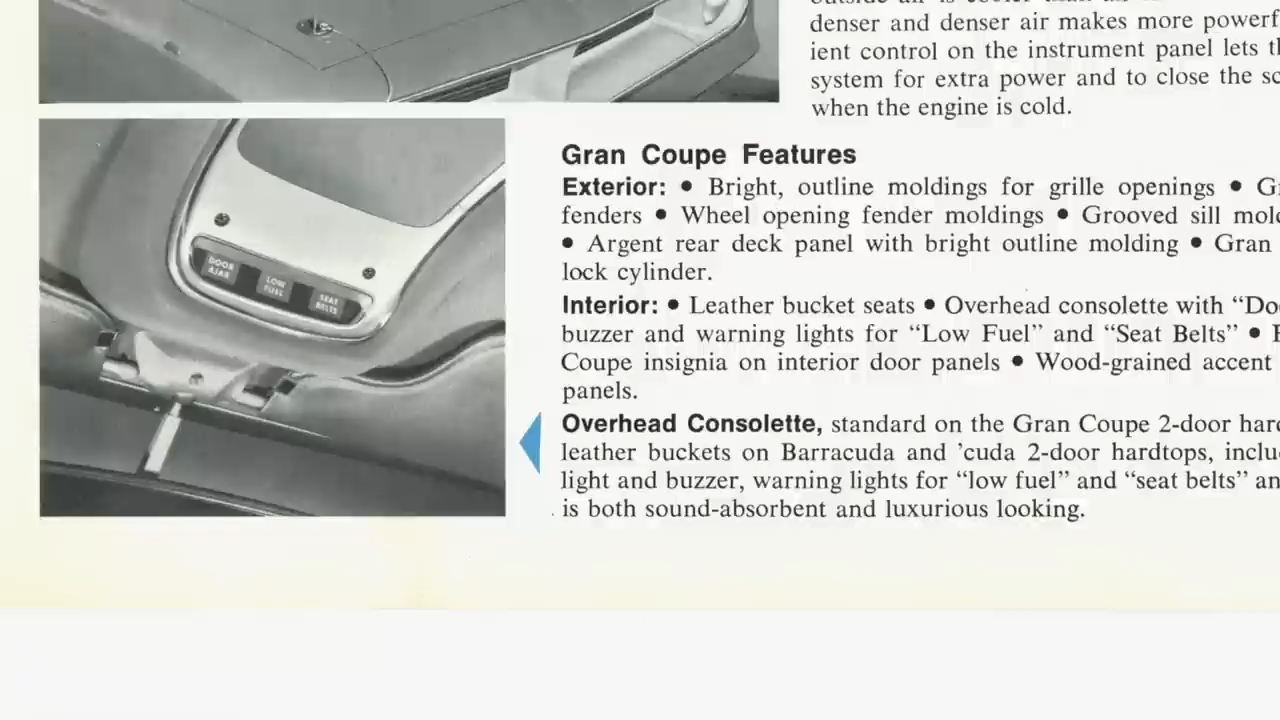 denser and denser air makes more powerf
ient control on the instrument panel lets t
system for extra power and to close the sc
when the engine is cold.
Gran Coupe Features
Exterior: • Bright, outline moldings for grille openings • G
fenders • Wheel opening fender moldings • Grooved sill mol
• Argent rear deck panel with bright outline molding • Gran
lock cylinder.
Interior: • Leather bucket seats • Overhead consolette with “Do
buzzer and warning lights for “Low Fuel” and “Seat Belts” •
Coupe insignia on interior door panels • Wood-grained accent
panels.
Overhead Consolette, standard on the Gran Coupe 2-door hard
leather buckets on Barracuda and ’cuda 2-door hardtops, inclu
light and buzzer, warning lights for “low fuel” and “seat belts” an
is both sound-absorbent and luxurious looking.
DOOR
AJAR
LOW
FUEL
SEAT
BELTS